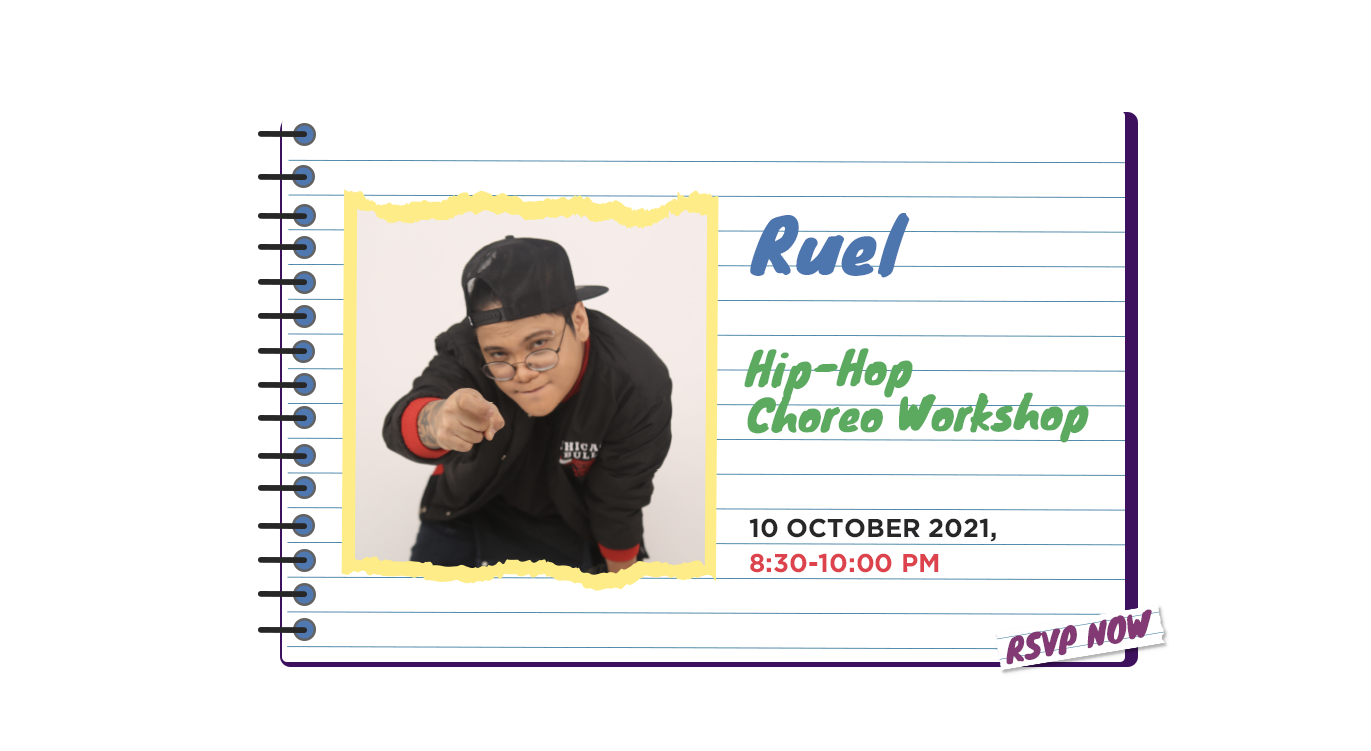 Ruel
Hip-Hop
Choreo Workshop
10 OCTOBER 2021,
8:30-10:00 PM
RSVP NOW